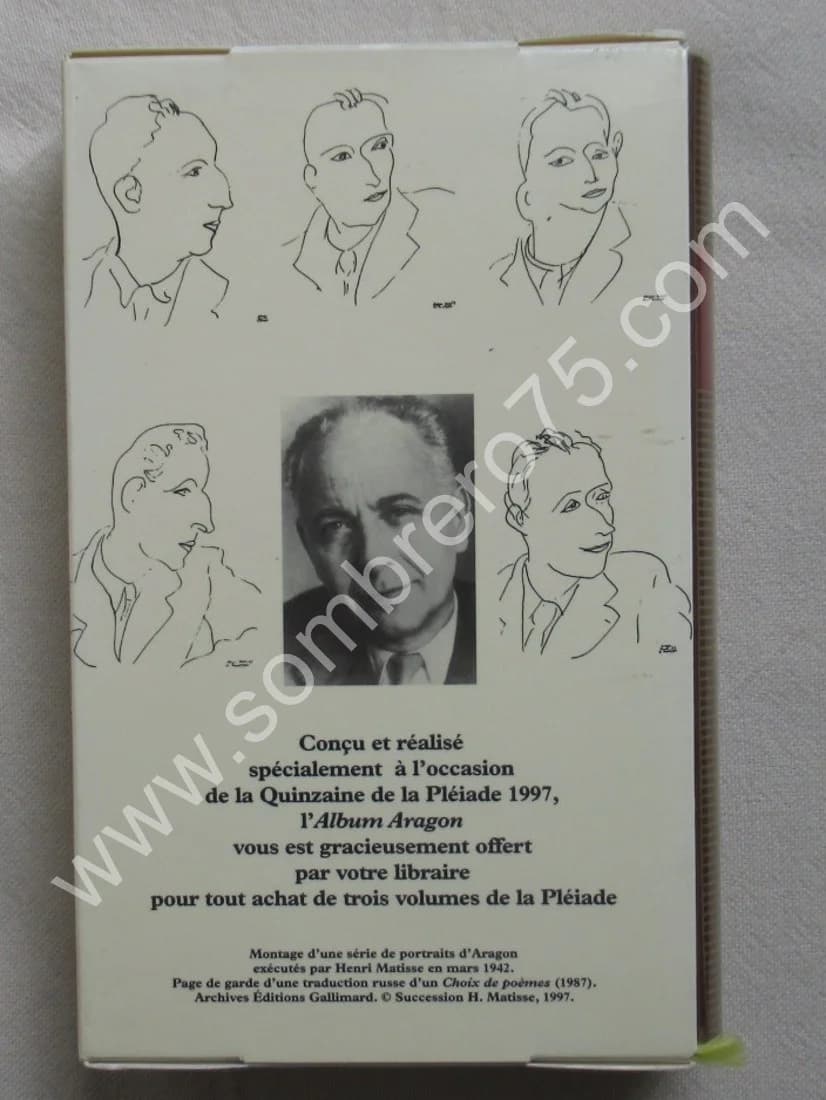 Conçu et réalisé
spécialement à l'occasion
de la Quinzaine de la Pléiade 1997,
l'Album Aragon
vous est gracieusement offert
par votre libraire
pour tout achat de trois volumes de la Pléiade
Montage d'une série de portraits d'Aragon
exécutés par Henri Matisse en mars 1942.
Page de garde d'une traduction russe d'un Choix de poèmes (1987).
Archives Éditions Gallimard. © Succession H. Matisse, 1997.
www.sombrero75.com